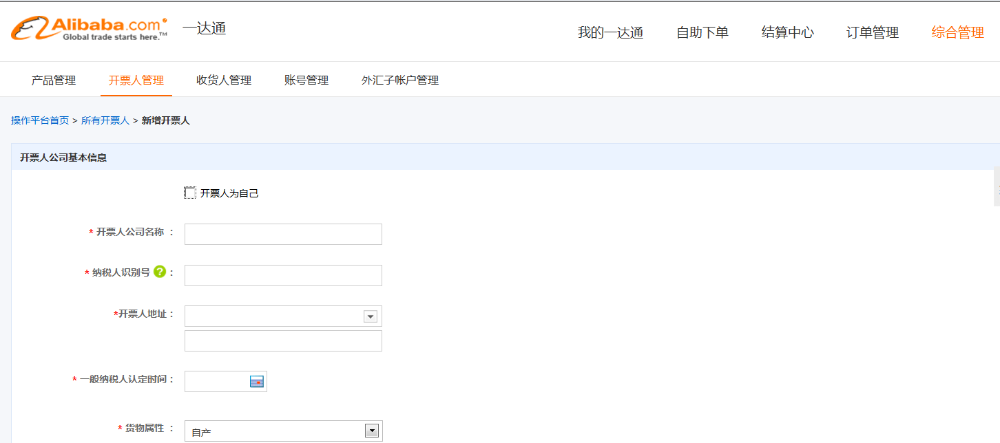 Alibaba.com
Global trade starts here.™
一达通
我的一达通 自助下单 结算中心 订单管理 综合管理
产品管理 开票人管理 收货人管理 账号管理 外汇子帐户管理
操作平台首页 > 所有开票人 > 新增开票人
开票人公司基本信息
开票人为自己
* 开票人公司名称 ：
* 纳税人识别号 ? ：
*开票人地址：
* 一般纳税人认定时间：
* 货物属性 ： 自产